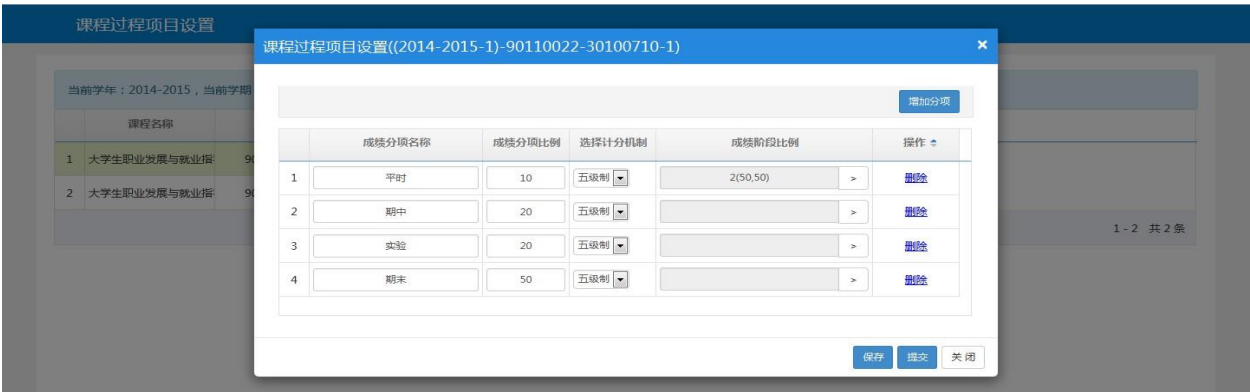 课程过程项目设置
课程过程项目设置((2014-2015-1)-90110022-30100710-1) ×
当前学年：2014-2015，当前学期
增加分项
课程名称
成绩分项名称 成绩分项比例 选择计分机制 成绩阶段比例 操作
1 大学生职业发展与就业指 90
2 大学生职业发展与就业指 90
1 平时 10 五级制 2(50,50) > 删除
2 期中 20 五级制 > 删除
3 实验 20 五级制 > 删除
4 期末 50 五级制 > 删除
1 - 2 共 2 条
保存 提交 关闭